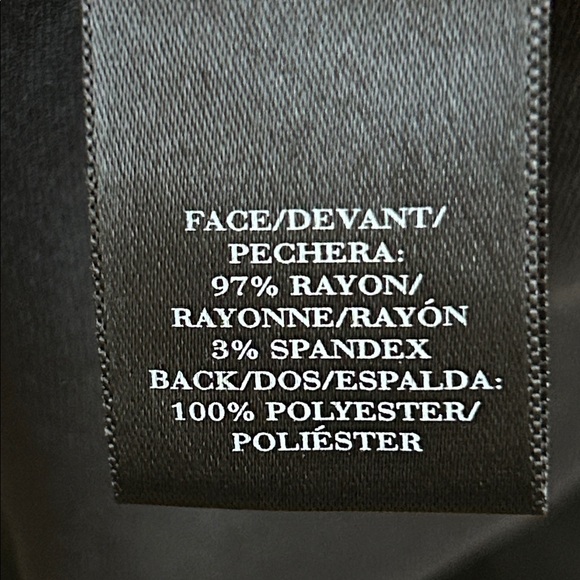 FACE/DEVANT/
PECHERA:
97% RAYON/
RAYONNE/RAYÓN
3% SPANDEX
BACK/DOS/ESPALDA:
100% POLYESTER/
POLIÉSTER